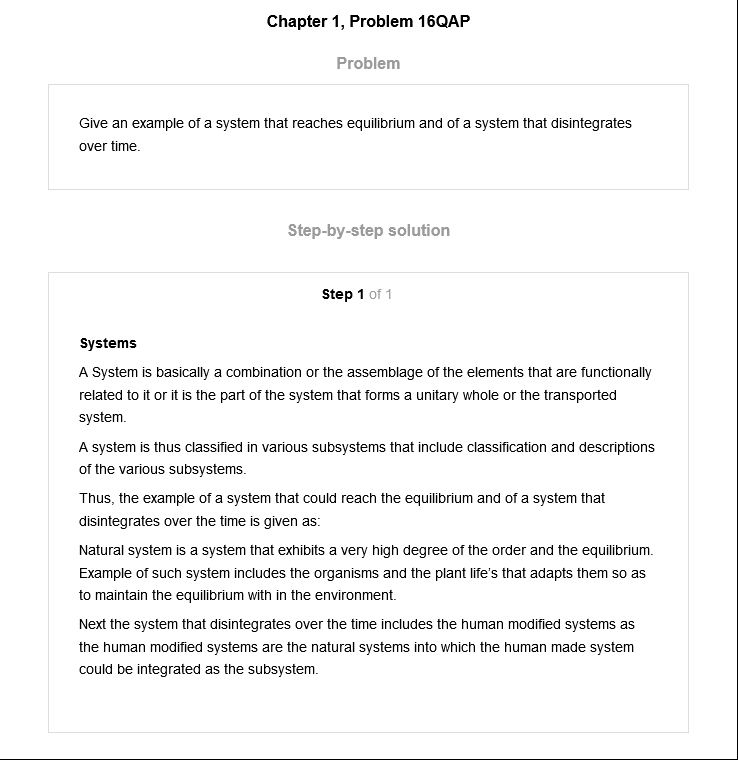 Chapter 1, Problem 16QAP
Problem
Give an example of a system that reaches equilibrium and of a system that disintegrates
over time.
Step-by-step solution
Step 1 of 1
Systems
A System is basically a combination or the assemblage of the elements that are functionally
related to it or it is the part of the system that forms a unitary whole or the transported
system.
A system is thus classified in various subsystems that include classification and descriptions
of the various subsystems.
Thus, the example of a system that could reach the equilibrium and of a system that
disintegrates over the time is given as:
Natural system is a system that exhibits a very high degree of the order and the equilibrium.
Example of such system includes the organisms and the plant life's that adapts them so as
to maintain the equilibrium with in the environment.
Next the system that disintegrates over the time includes the human modified systems as
the human modified systems are the natural systems into which the human made system
could be integrated as the subsystem.